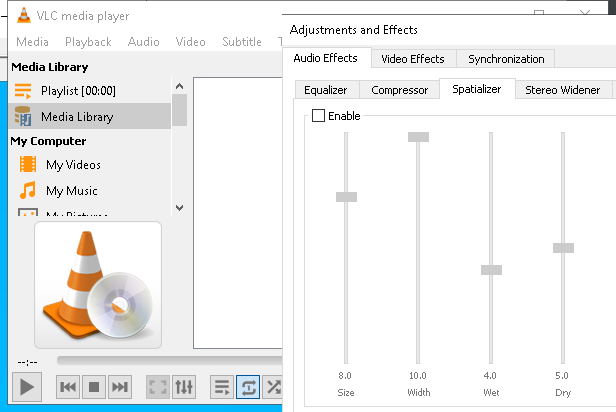 VLC media player
Media Playback Audio Video Subtitle
Media Library
Playlist [00:00]
Media Library
My Computer
My Videos
My Music
My Pictures
--:--
Adjustments and Effects
Audio Effects Video Effects Synchronization
Equalizer Compressor Spatializer Stereo Widener
Enable
8.0 10.0 4.0 5.0
Size Width Wet Dry